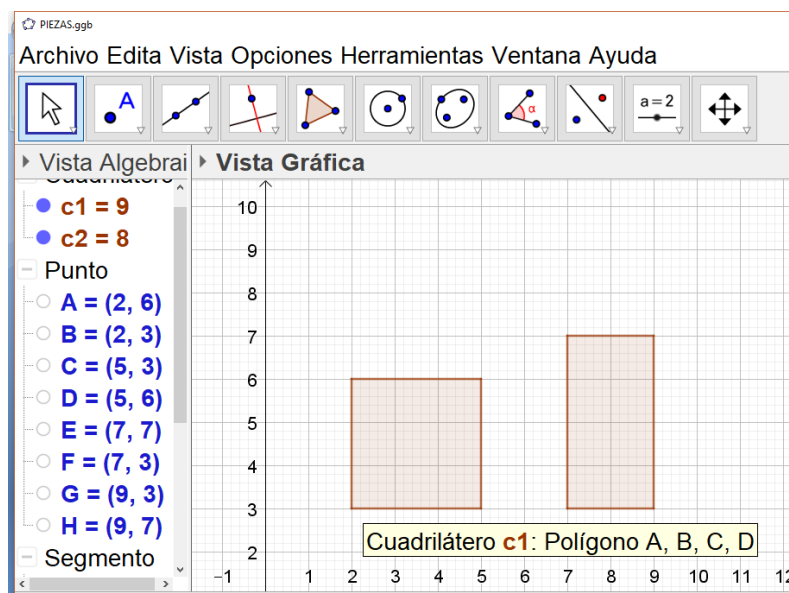 PIEZAS.ggb
Archivo Edita Vista Opciones Herramientas Ventana Ayuda
A
α
a = 2
Vista Algebrai
Vista Gráfica
Cuadrilátero
c1 = 9
c2 = 8
Punto
A = (2, 6)
B = (2, 3)
C = (5, 3)
D = (5, 6)
E = (7, 7)
F = (7, 3)
G = (9, 3)
H = (9, 7)
Segmento
10
9
8
7
6
5
4
3
2
Cuadrilátero c1: Polígono A, B, C, D
–1 1 2 3 4 5 6 7 8 9 10 11 12